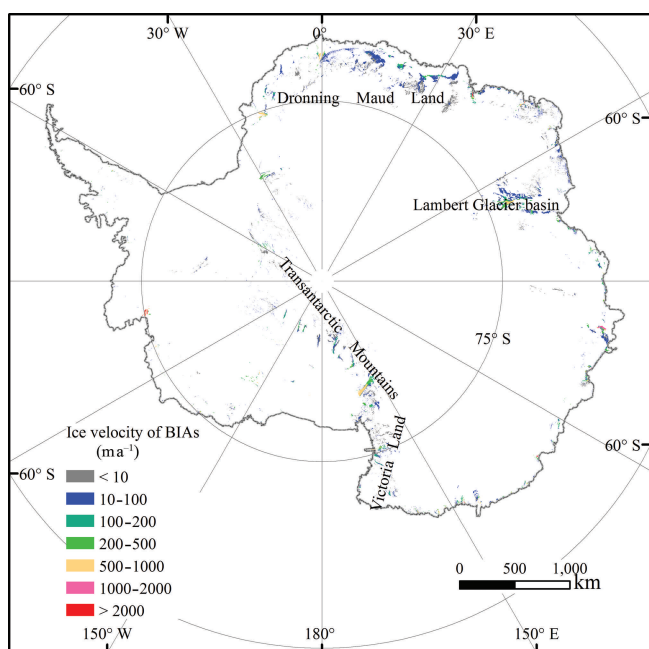 30° W
0°
30° E
60° S
60° S
Dronning Maud Land
Lambert Glacier basin
Transantarctic
Mountains
75° S
Victoria Land
Ice velocity of BIAs
(m a⁻¹)
< 10
10–100
100–200
200–500
500–1000
1000–2000
> 2000
60° S
60° S
0 500 1,000
km
150° W
180°
150° E